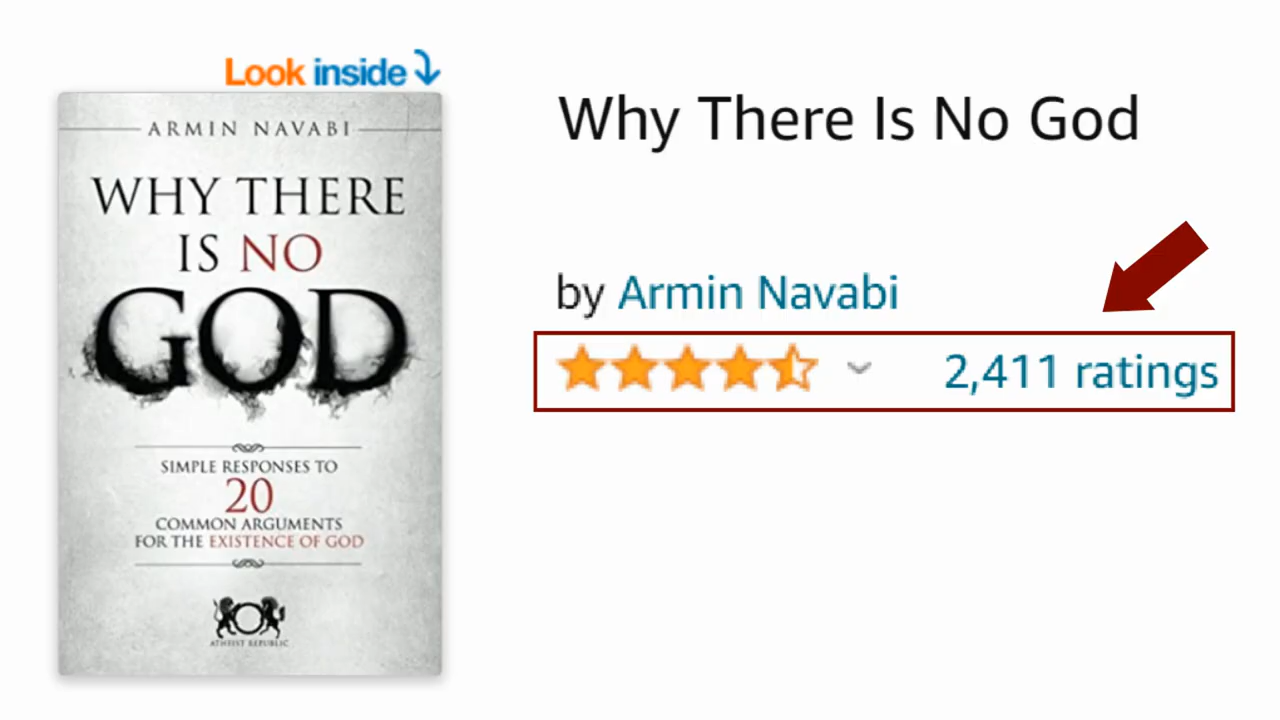 Look inside
ARMIN NAVABI
WHY THERE
IS NO
GOD
SIMPLE RESPONSES TO
20
COMMON ARGUMENTS
FOR THE EXISTENCE OF GOD
ATHEIST REPUBLIC
Why There Is No God
by Armin Navabi
2,411 ratings